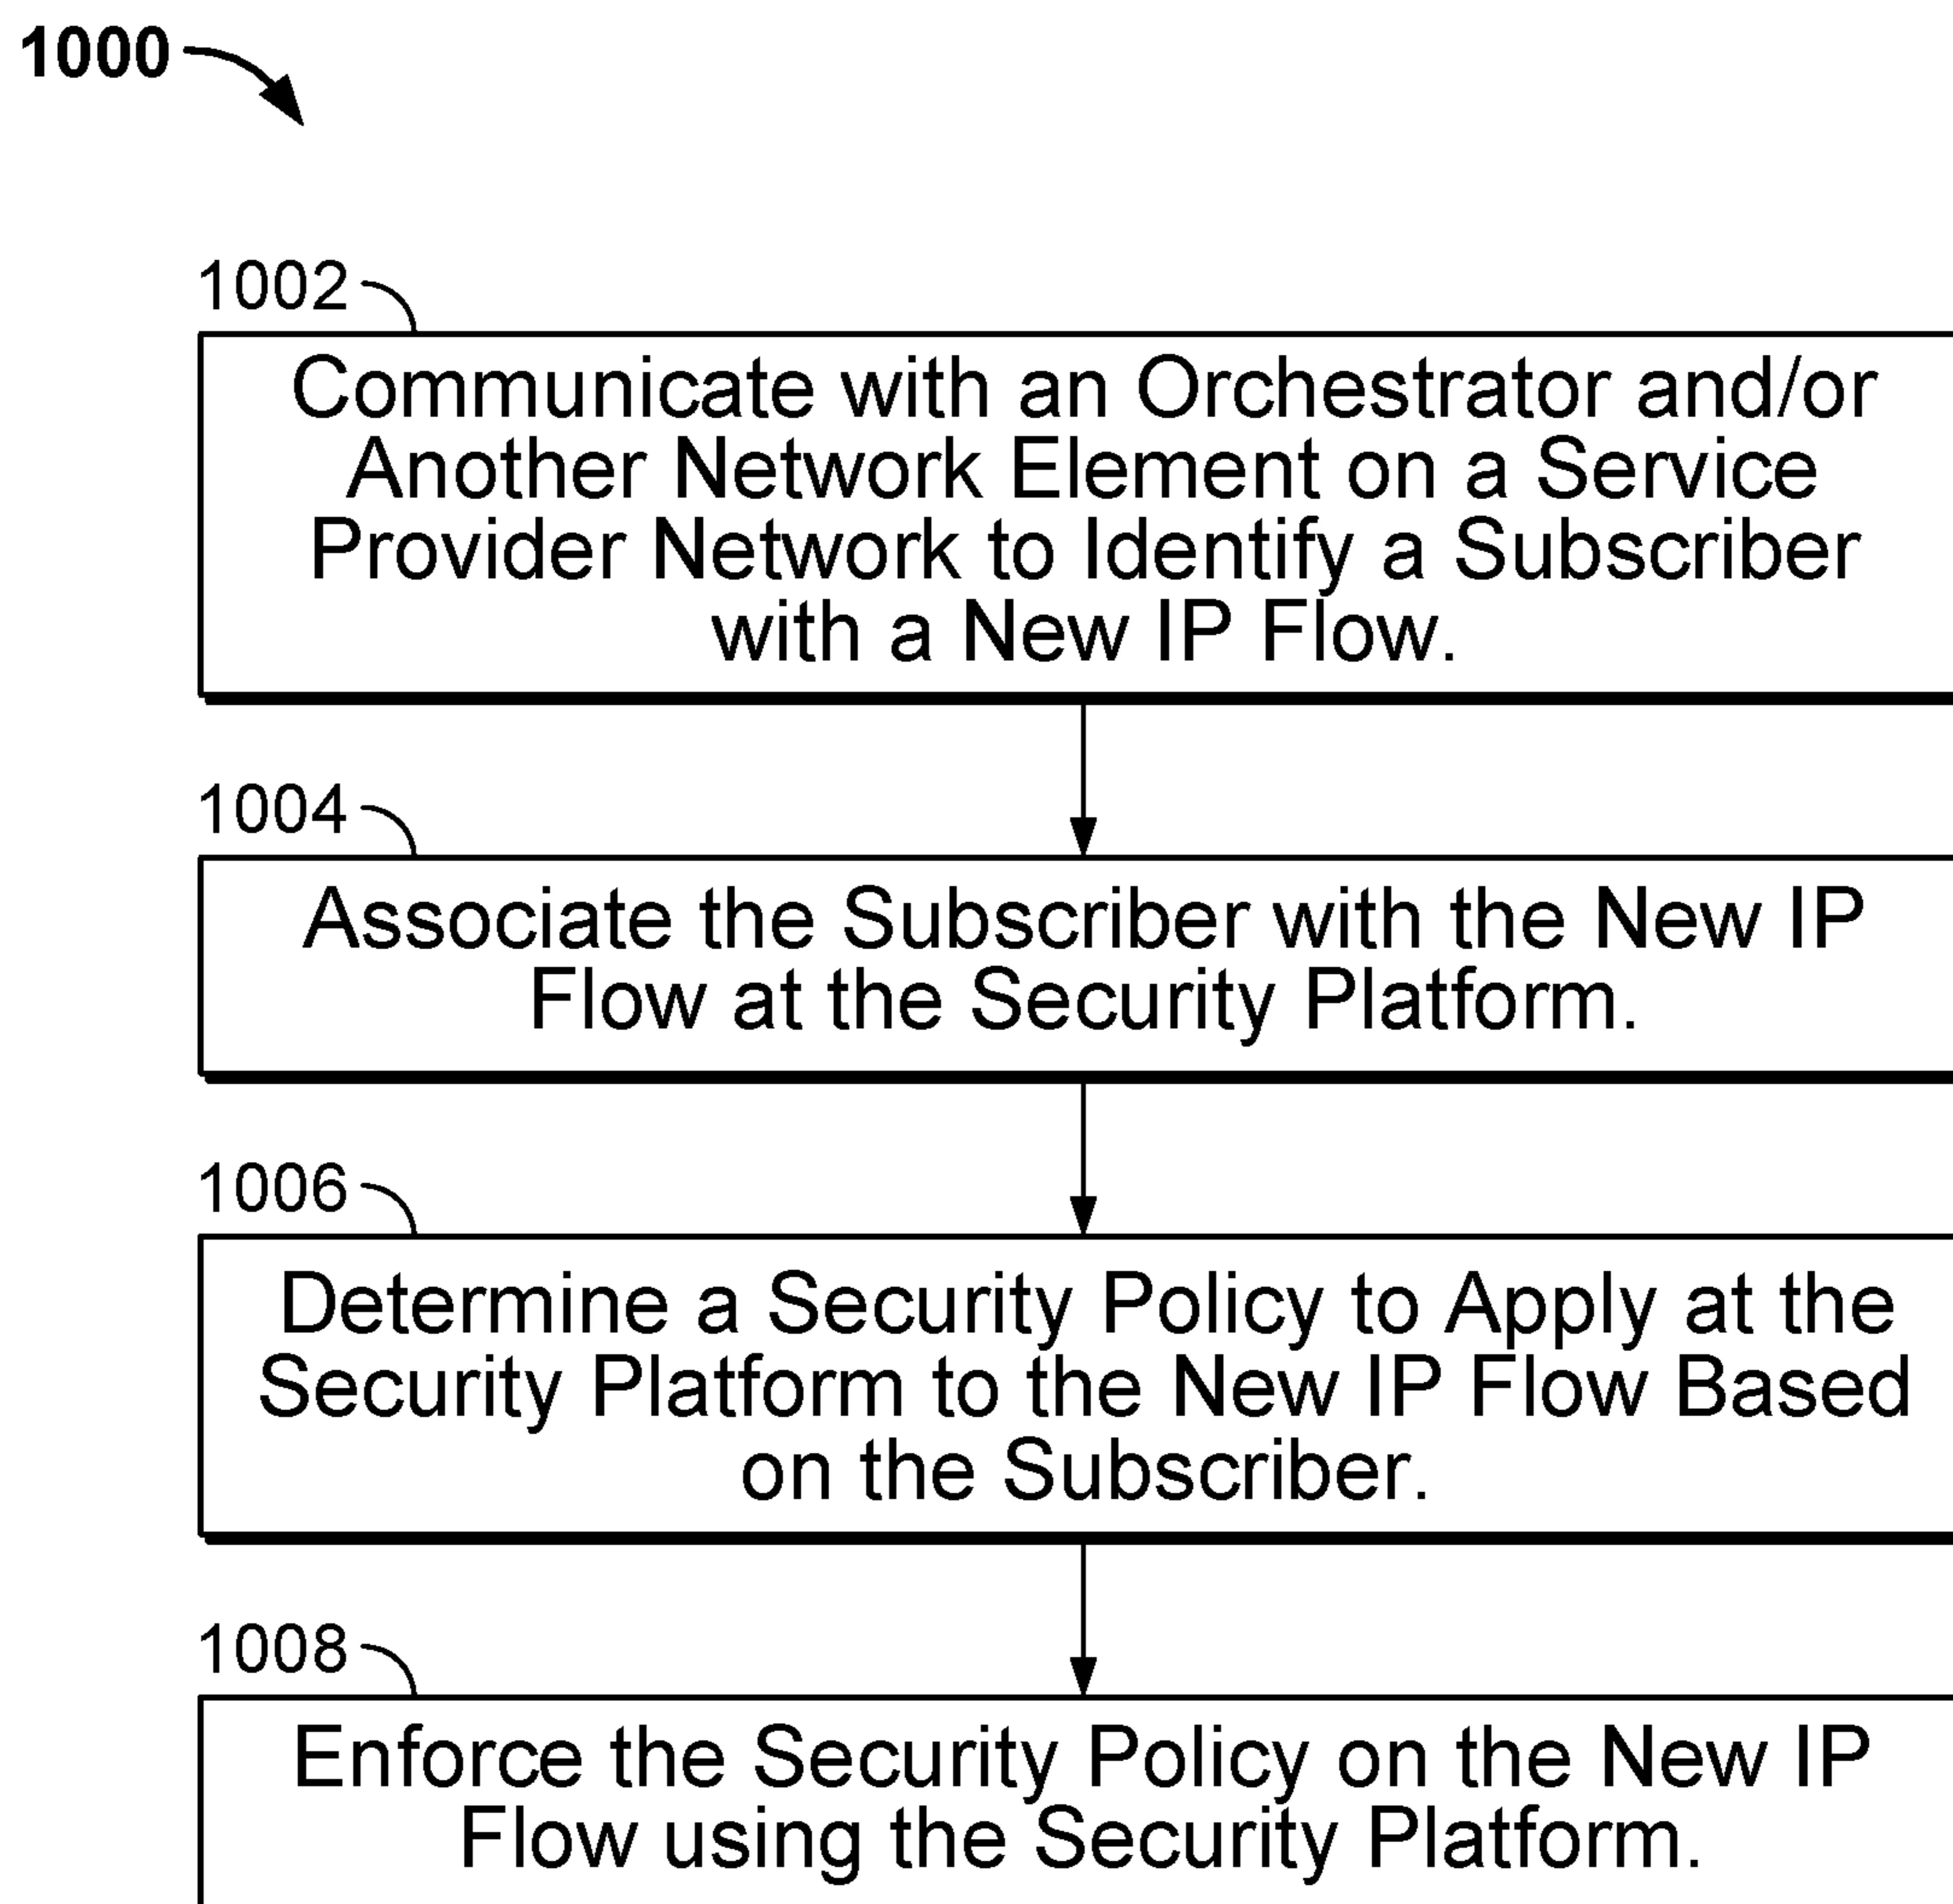 1000
1002
Communicate with an Orchestrator and/or
Another Network Element on a Service
Provider Network to Identify a Subscriber
with a New IP Flow.
1004
Associate the Subscriber with the New IP
Flow at the Security Platform.
1006
Determine a Security Policy to Apply at the
Security Platform to the New IP Flow Based
on the Subscriber.
1008
Enforce the Security Policy on the New IP
Flow using the Security Platform.